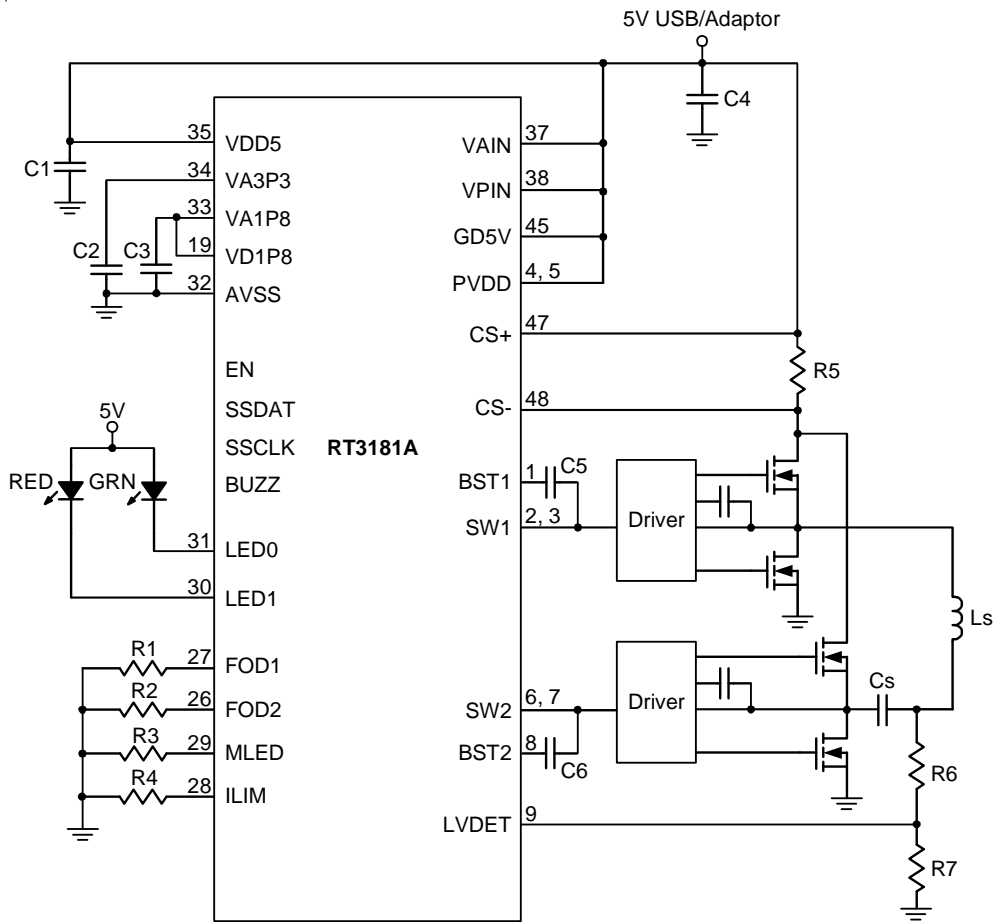 5V USB/Adaptor
C4
35
VDD5
VAIN
37
C1
34
VA3P3
VPIN
38
33
VA1P8
GD5V
45
C2
C3
19
VD1P8
PVDD
4, 5
32
AVSS
CS+
47
R5
EN
CS-
48
SSDAT
5V
SSCLK
RT3181A
RED
GRN
BUZZ
BST1
1
C5
SW1
2, 3
Driver
31
LED0
30
LED1
Ls
R1
27
FOD1
R2
26
FOD2
SW2
6, 7
Driver
Cs
R3
29
MLED
BST2
8
C6
R4
28
ILIM
R6
LVDET
9
R7